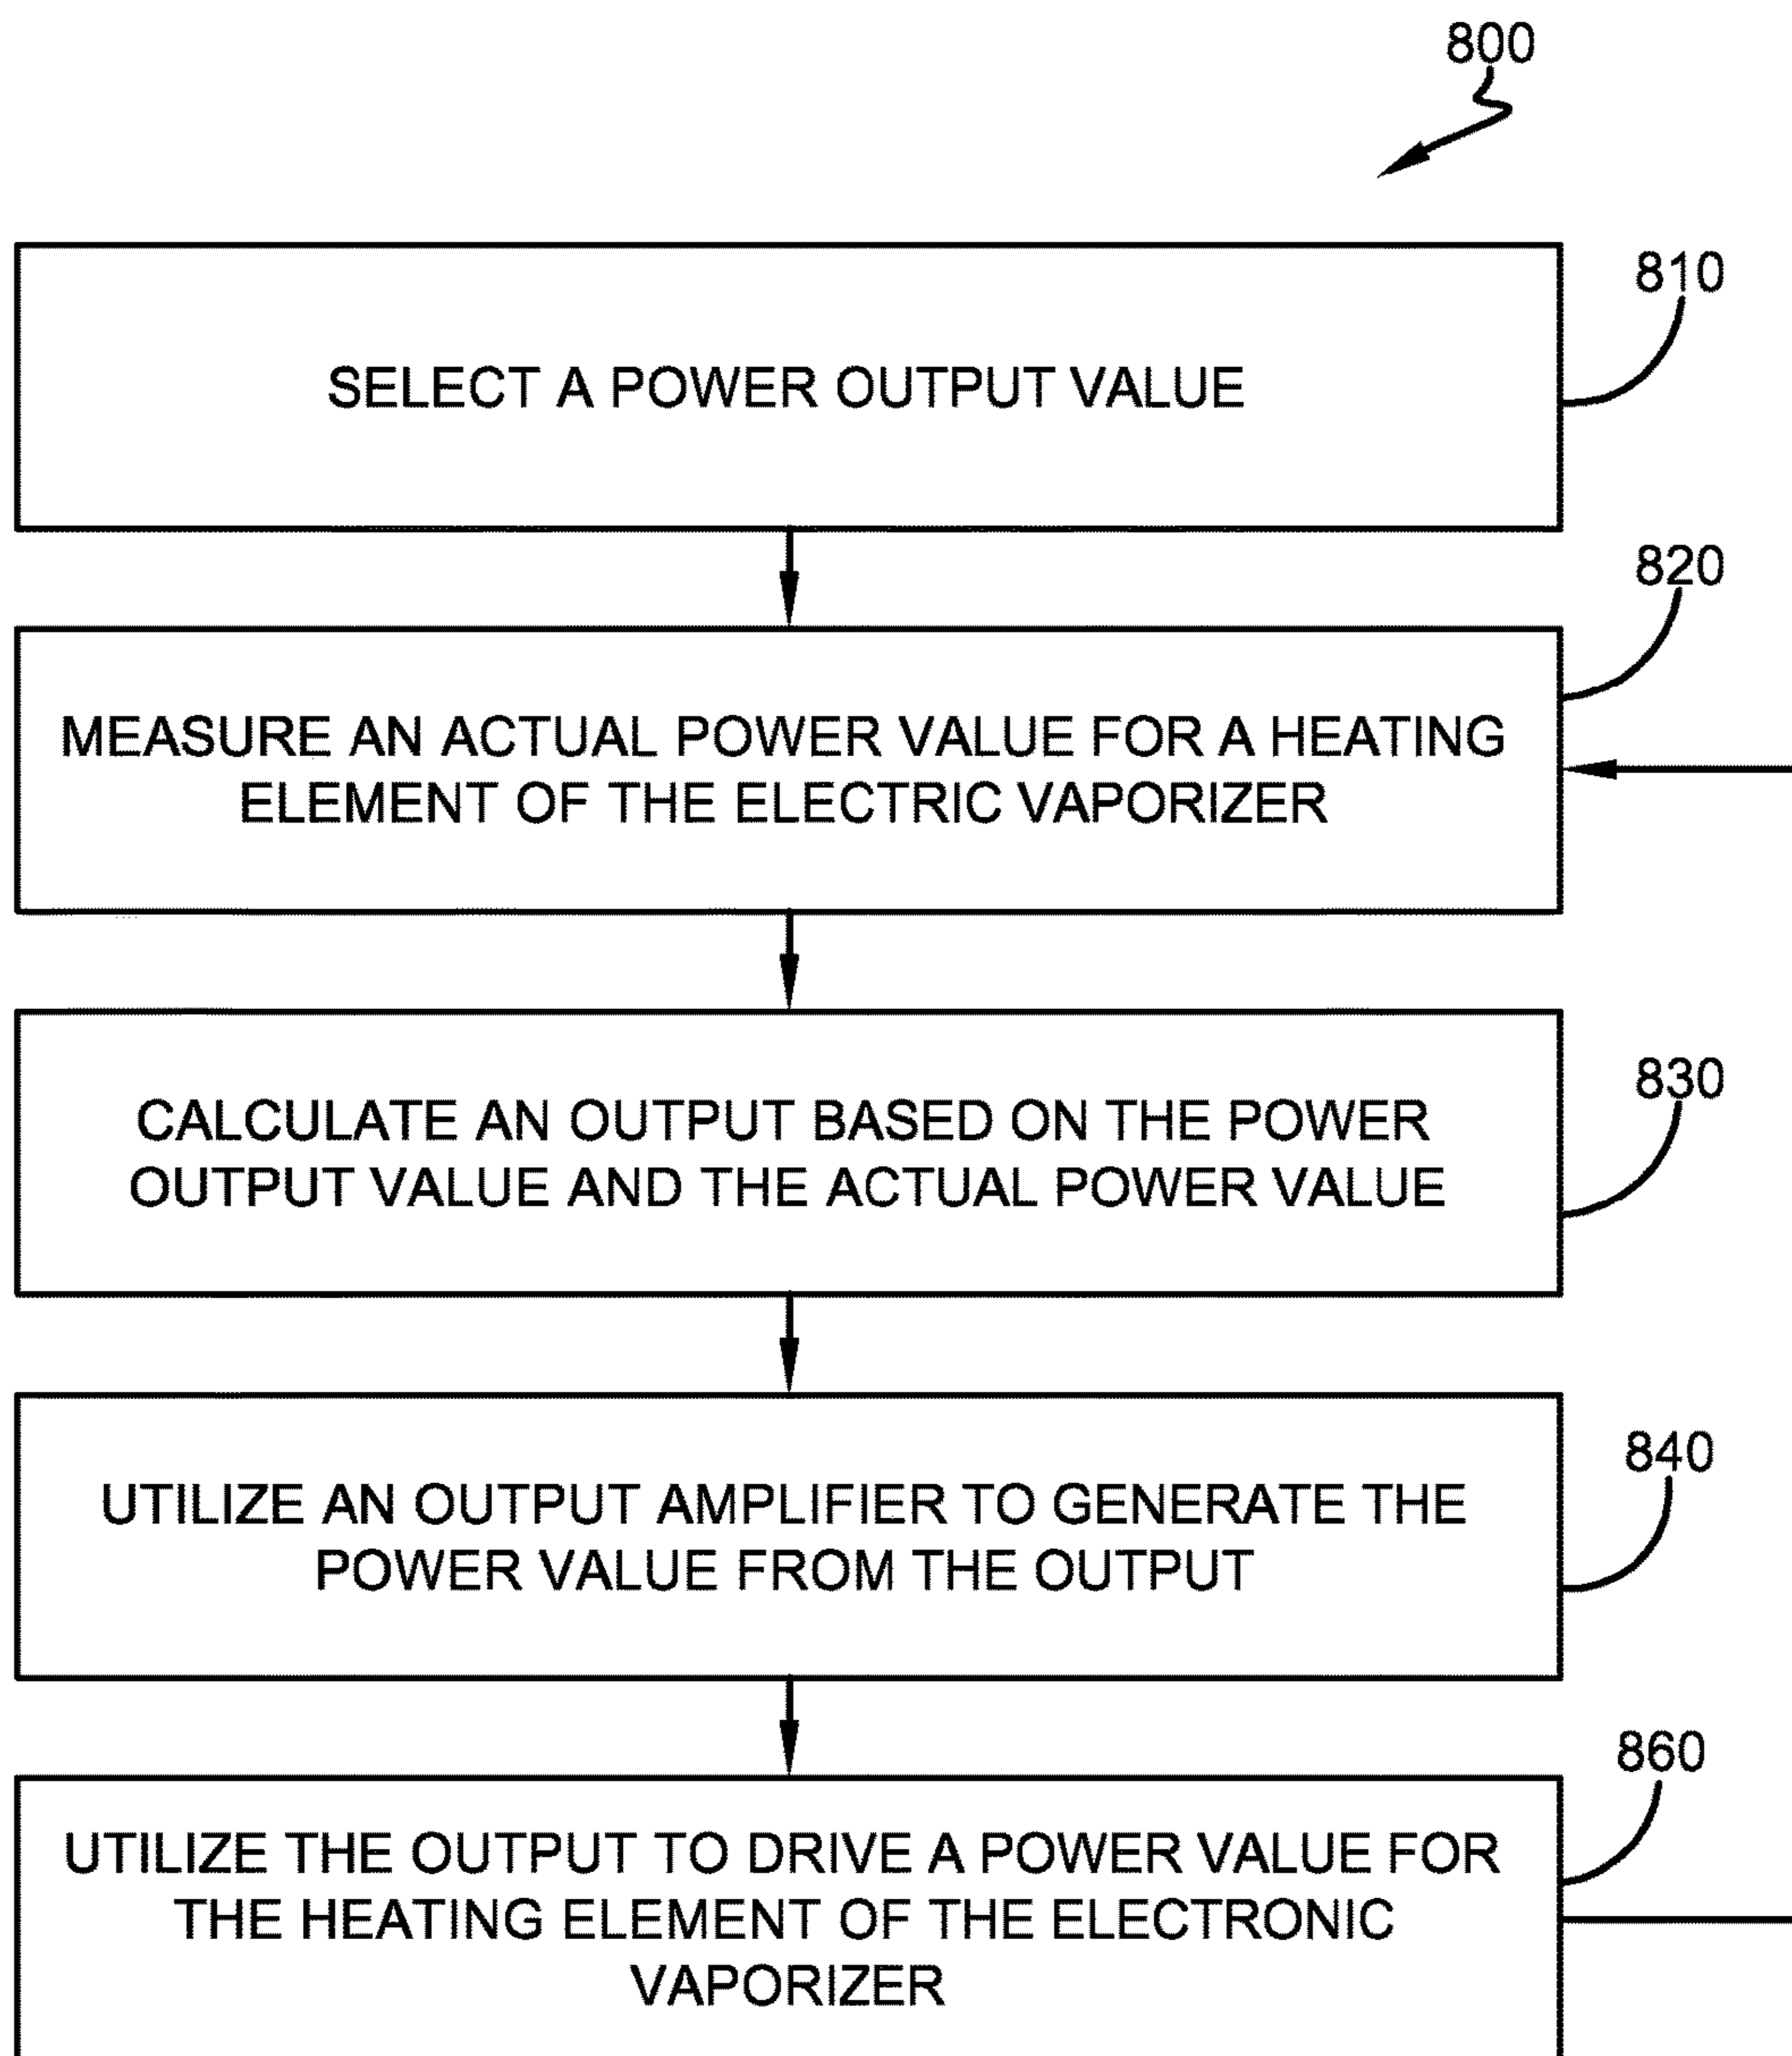 800
810
SELECT A POWER OUTPUT VALUE
820
MEASURE AN ACTUAL POWER VALUE FOR A HEATING
ELEMENT OF THE ELECTRIC VAPORIZER
830
CALCULATE AN OUTPUT BASED ON THE POWER
OUTPUT VALUE AND THE ACTUAL POWER VALUE
840
UTILIZE AN OUTPUT AMPLIFIER TO GENERATE THE
POWER VALUE FROM THE OUTPUT
860
UTILIZE THE OUTPUT TO DRIVE A POWER VALUE FOR
THE HEATING ELEMENT OF THE ELECTRONIC
VAPORIZER